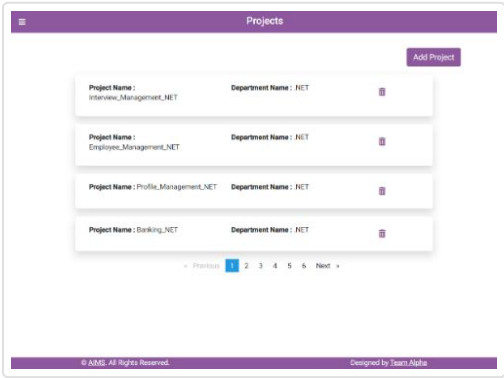 Projects
Add Project
Project Name : Department Name : .NET
Interview_Management_NET
Project Name : Department Name : .NET
Employee_Management_NET
Project Name : Profile_Management_NET Department Name : .NET
Project Name : Banking_NET Department Name : .NET
« Previous 1 2 3 4 5 6 Next »
© AIMS. All Rights Reserved. Designed by Team Alpha